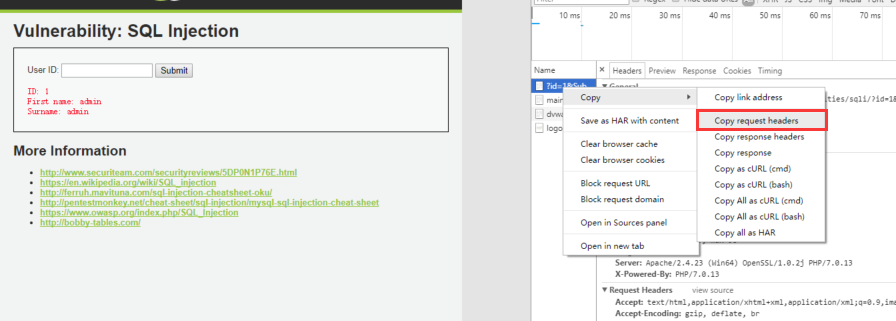 Vulnerability: SQL Injection
User ID: Submit
ID: 1
First name: admin
Surname: admin
More Information
http://www.securiteam.com/securityreviews/5DP0N1P76E.html
https://en.wikipedia.org/wiki/SQL_injection
http://ferruh.mavituna.com/sql-injection-cheatsheet-oku/
http://pentestmonkey.net/cheat-sheet/sql-injection/mysql-sql-injection-cheat-sheet
https://www.owasp.org/index.php/SQL_Injection
http://bobby-tables.com/
Filter Regex Hide data URLs All XHR JS CSS Img Media Font
10 ms 20 ms 30 ms 40 ms 50 ms 60 ms 70 ms
Name
× Headers Preview Response Cookies Timing
?id=1&Sub
main
dvwa
logo
▼ General
ities/sqli/?id=1&
Copy
Save as HAR with content
Clear browser cache
Clear browser cookies
Block request URL
Block request domain
Open in Sources panel
Open in new tab
Copy link address
Copy request headers
Copy response headers
Copy response
Copy as cURL (cmd)
Copy as cURL (bash)
Copy All as cURL (cmd)
Copy All as cURL (bash)
Copy all as HAR
Server: Apache/2.4.23 (Win64) OpenSSL/1.0.2j PHP/7.0.13
X-Powered-By: PHP/7.0.13
▼ Request Headers view source
Accept: text/html,application/xhtml+xml,application/xml;q=0.9,ima
Accept-Encoding: gzip, deflate, br